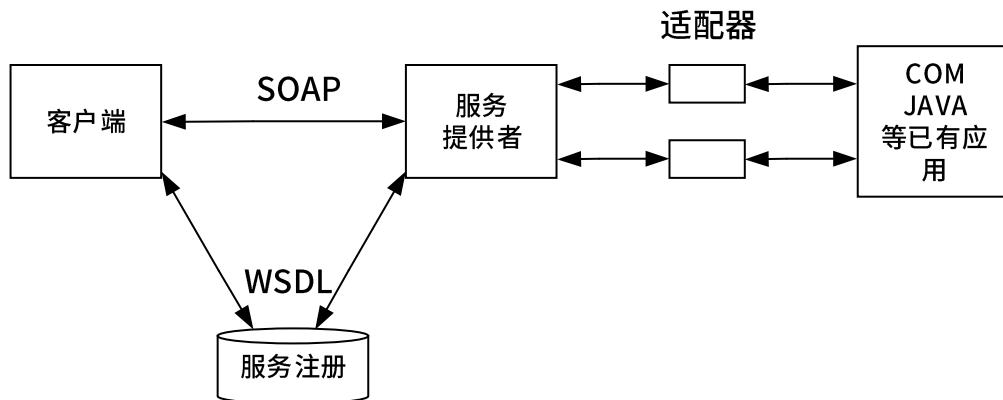 适配器
客户端
SOAP
服务
提供者
COM
JAVA
等已有应
用
WSDL
服务注册